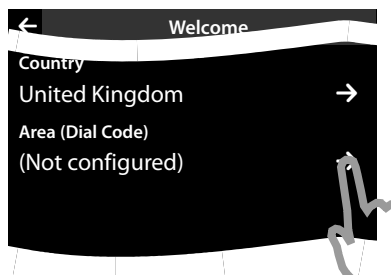 Welcome
Country
United Kingdom
Area (Dial Code)
(Not configured)